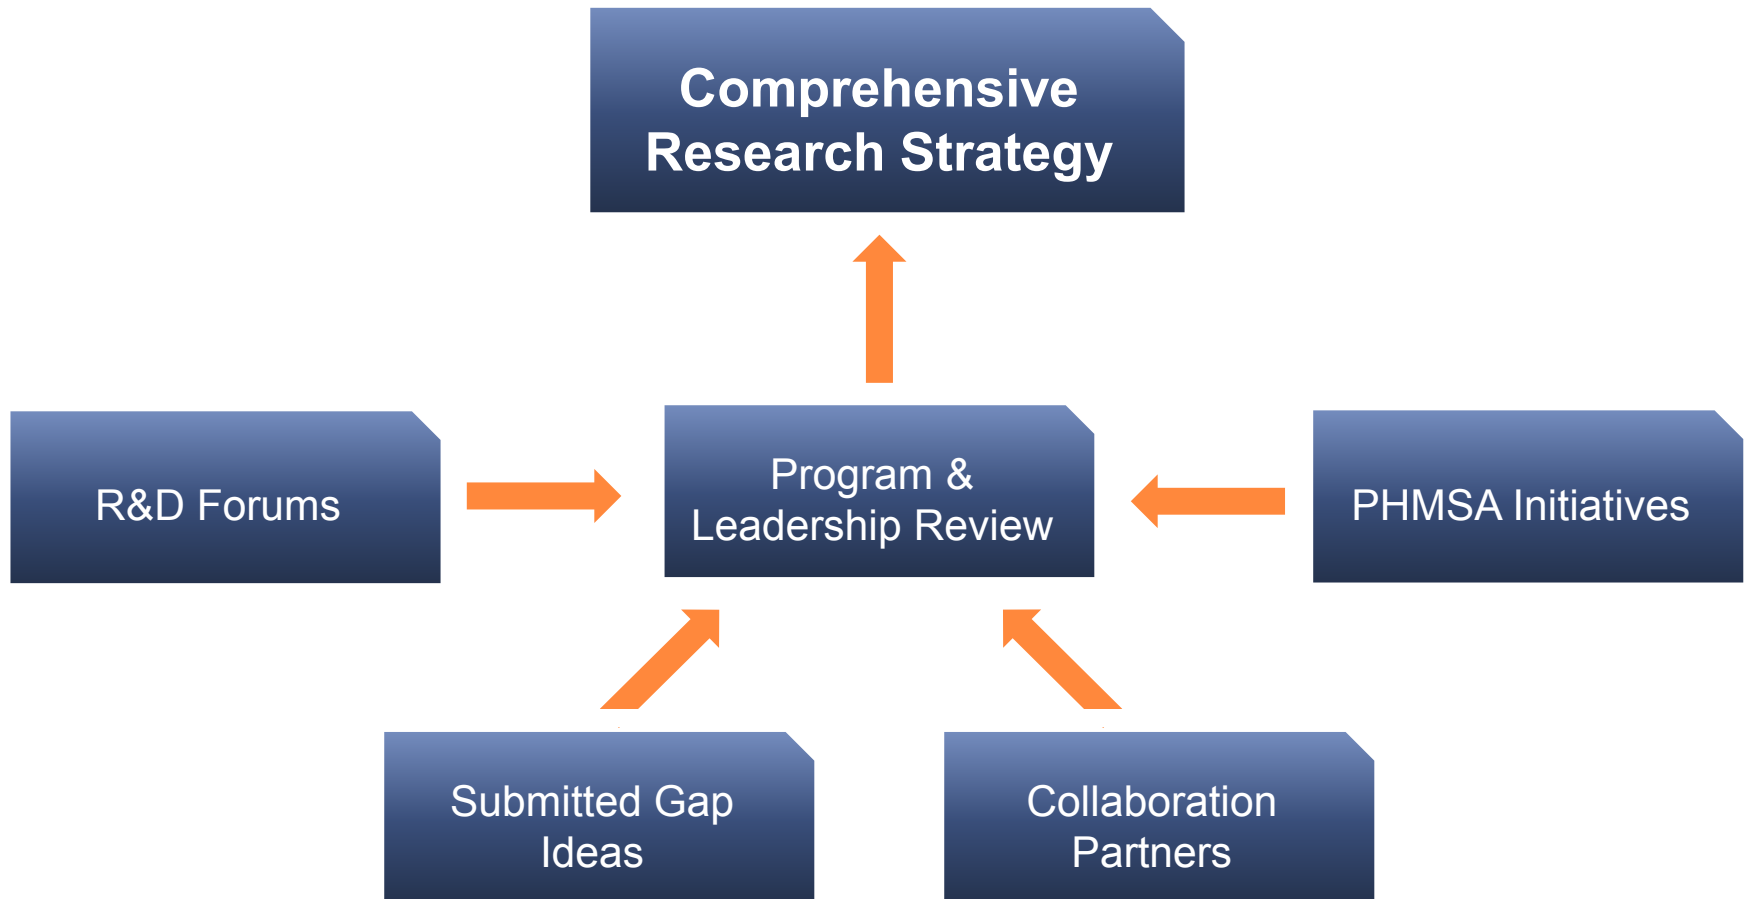 Comprehensive
Research Strategy
R&D Forums
Program &
Leadership Review
PHMSA Initiatives
Submitted Gap
Ideas
Collaboration
Partners